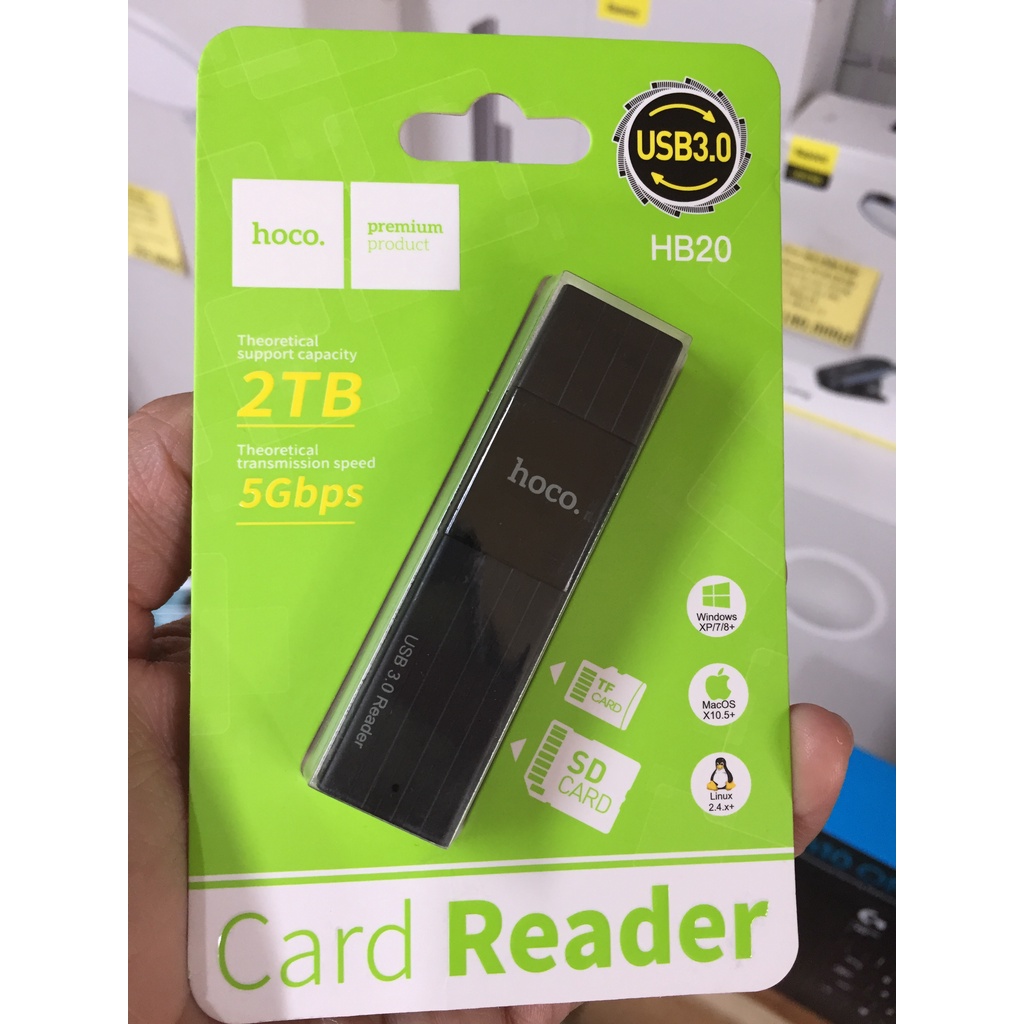 USB3.0
HB20
hoco.
premium
product
Theoretical
support capacity
2TB
Theoretical
transmission speed
5Gbps
hoco.
USB 3.0 Reader
Windows
XP/7/8+
TF
CARD
MacOS
X10.5+
SD
CARD
Linux
2.4.x+
Card Reader